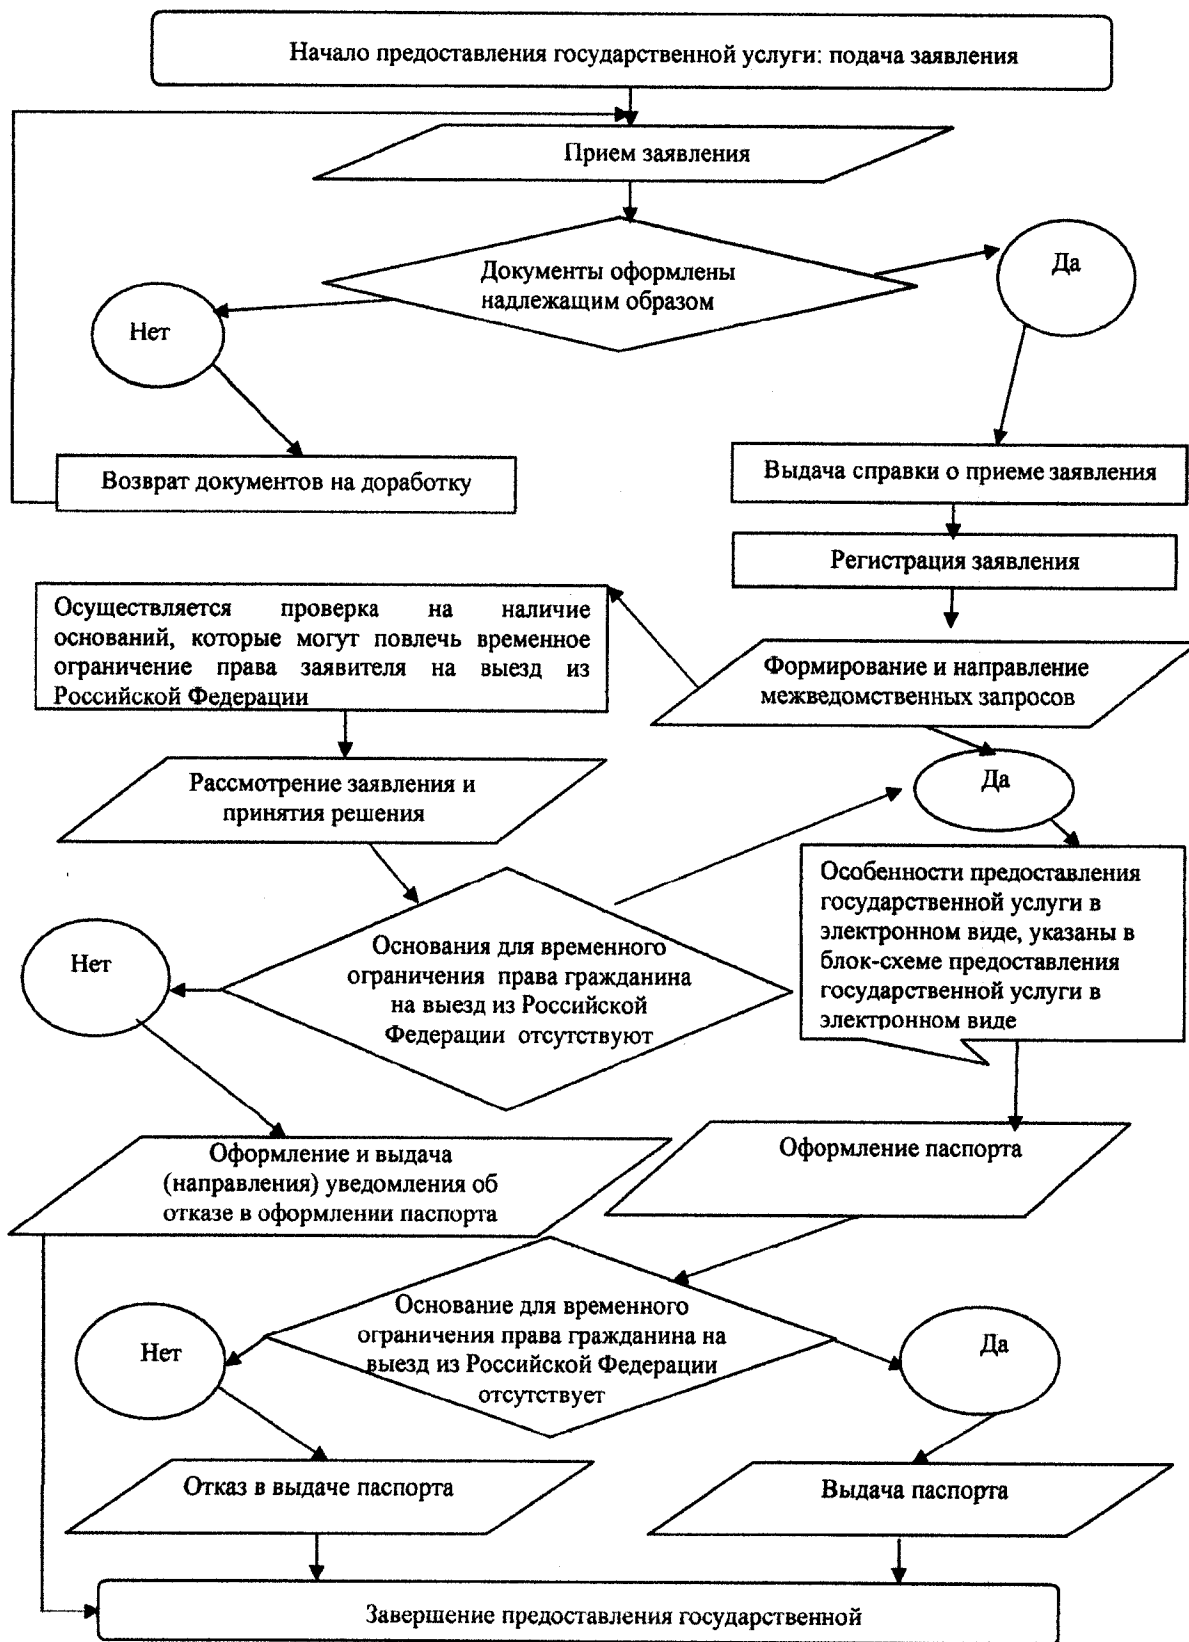 Начало предоставления государственной услуги: подача заявления
Прием заявления
Документы оформлены
надлежащим образом
Да
Нет
Возврат документов на доработку
Выдача справки о приеме заявления
Регистрация заявления
Осуществляется проверка на наличие
оснований, которые могут повлечь временное
ограничение права заявителя на выезд из
Российской Федерации
Формирование и направление
межведомственных запросов
Рассмотрение заявления и
принятия решения
Да
Особенности предоставления
государственной услуги в
электронном виде, указаны в
блок-схеме предоставления
государственной услуги в
электронном виде
Нет
Основания для временного
ограничения права гражданина
на выезд из Российской
Федерации отсутствуют
Оформление и выдача
(направления) уведомления об
отказе в оформлении паспорта
Оформление паспорта
Основание для временного
ограничения права гражданина на
выезд из Российской Федерации
отсутствует
Нет
Да
Отказ в выдаче паспорта
Выдача паспорта
Завершение предоставления государственной